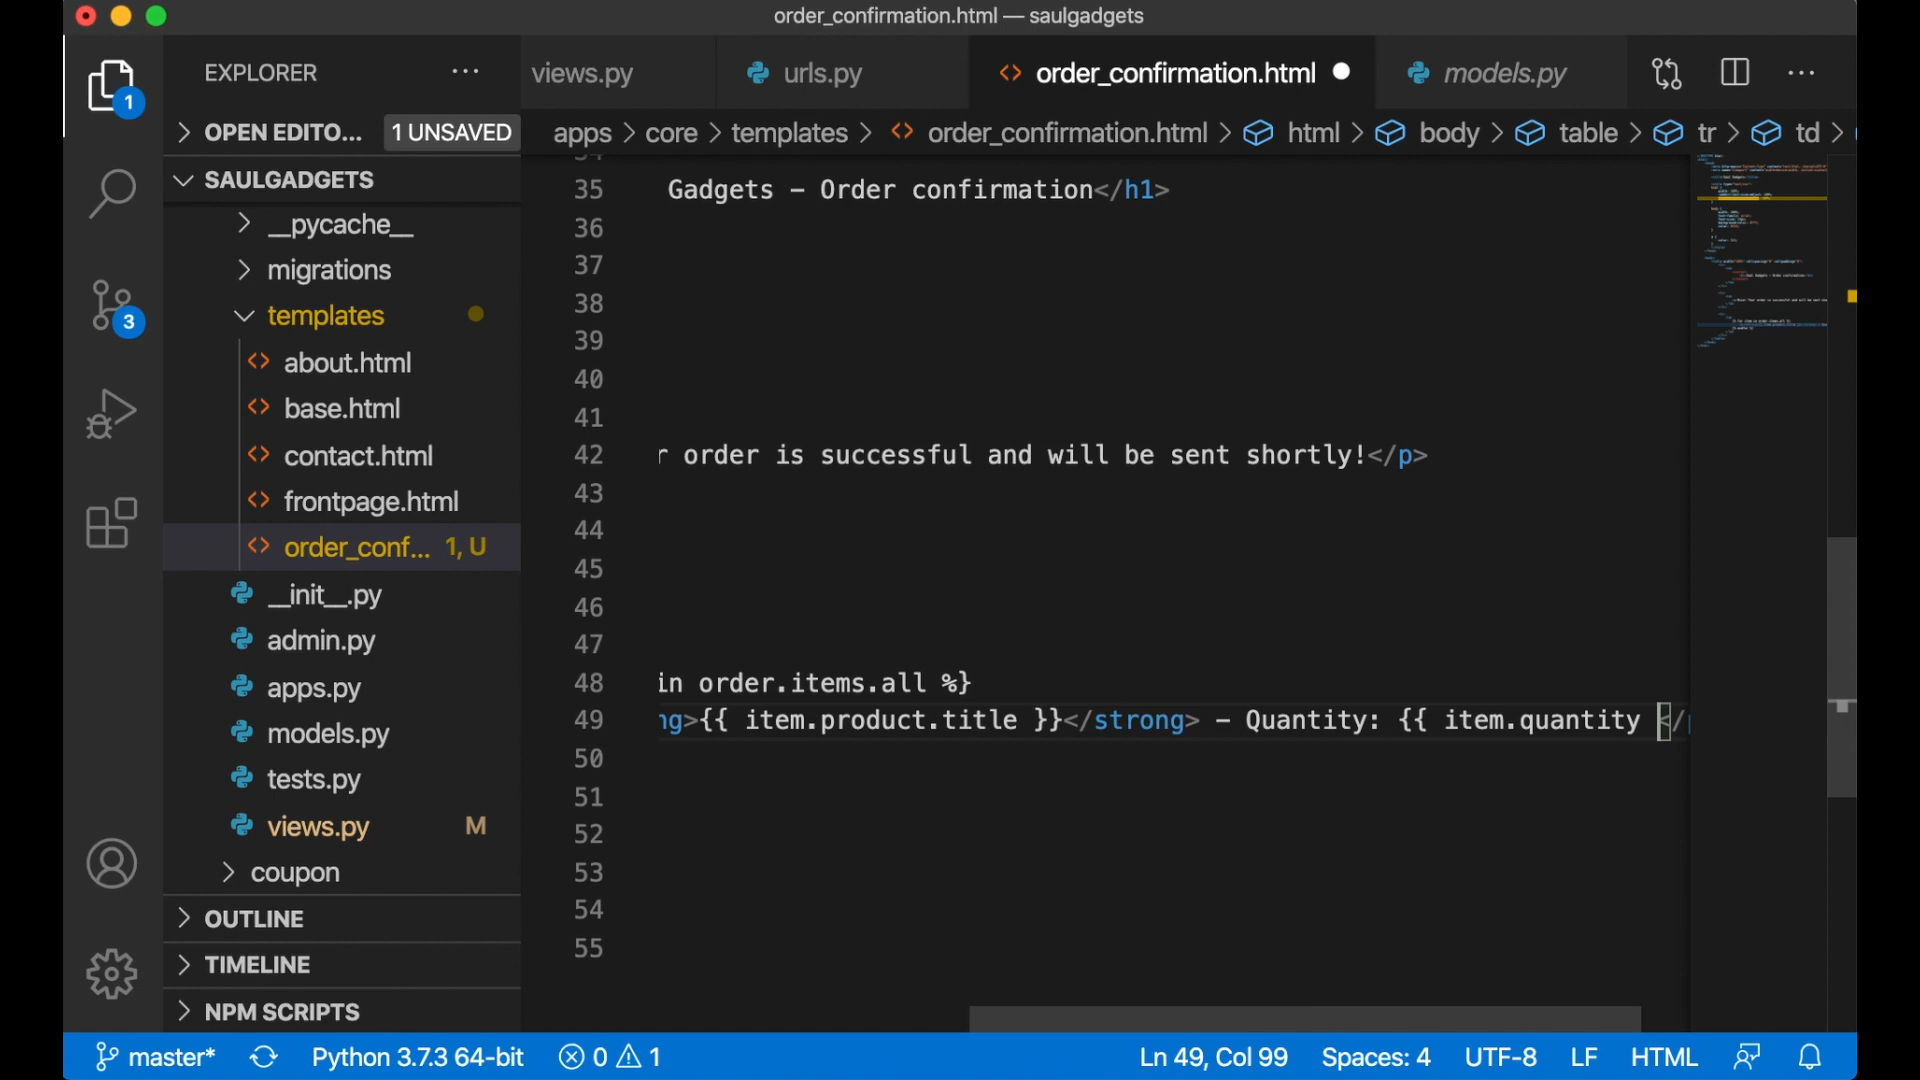 order_confirmation.html — saulgadgets
EXPLORER ···
views.py
urls.py
<> order_confirmation.html
models.py
···
1
> OPEN EDITO... 1 UNSAVED
apps > core > templates > <> order_confirmation.html > html > body > table > tr > td >
SAULGADGETS
__pycache__
migrations
templates
<> about.html
<> base.html
<> contact.html
<> frontpage.html
<> order_conf... 1, U
__init__.py
admin.py
apps.py
models.py
tests.py
views.py M
coupon
OUTLINE
TIMELINE
NPM SCRIPTS
3
35 Gadgets – Order confirmation</h1>
36
37
38
39
40
41
42 r order is successful and will be sent shortly!</p>
43
44
45
46
47
48 in order.items.all %}
49 ng>{{ item.product.title }}</strong> – Quantity: {{ item.quantity </
50
51
52
53
54
55
master* Python 3.7.3 64-bit 0 1 Ln 49, Col 99 Spaces: 4 UTF-8 LF HTML